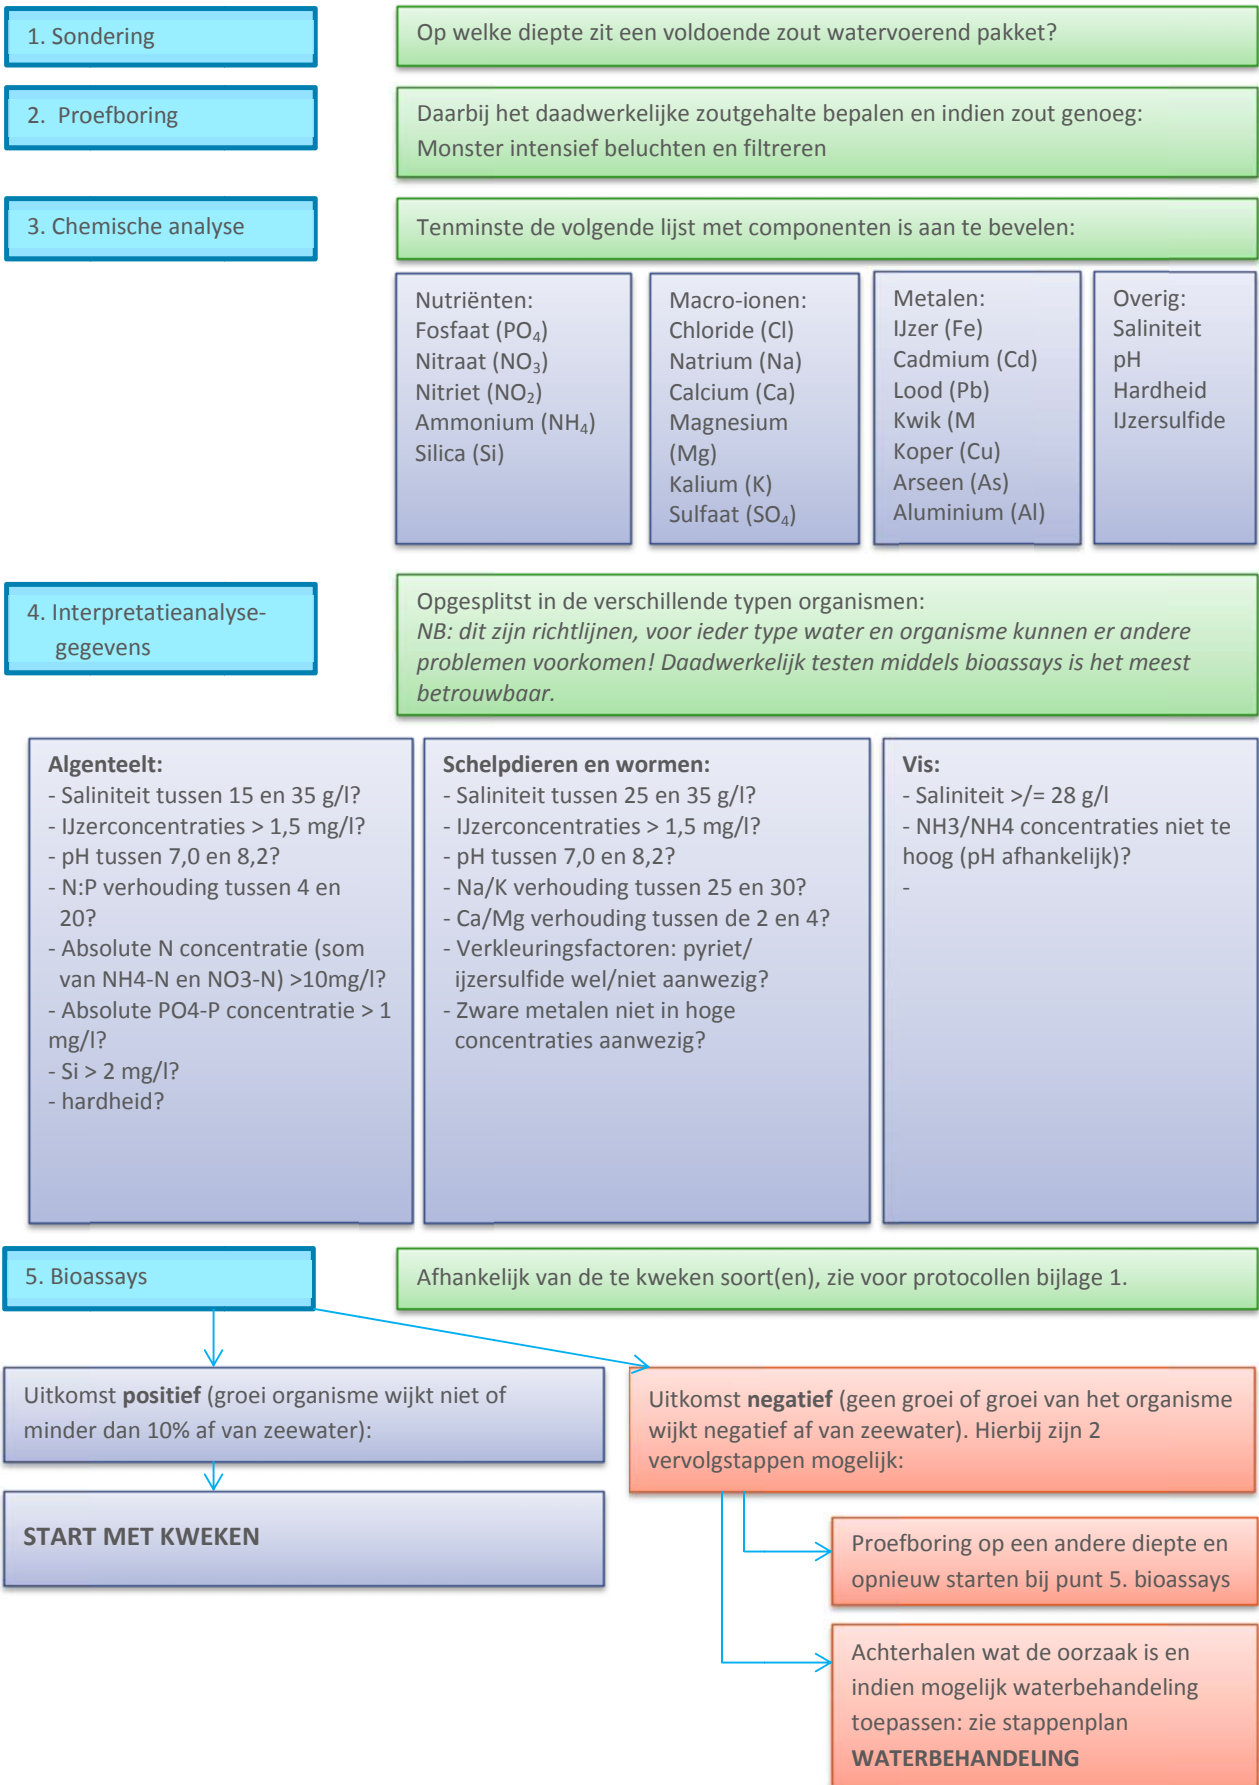 1. Sondering
Op welke diepte zit een voldoende zout watervoerend pakket?
2. Proefboring
Daarbij het daadwerkelijke zoutgehalte bepalen en indien zout genoeg:
Monster intensief beluchten en filtreren
3. Chemische analyse
Tenminste de volgende lijst met componenten is aan te bevelen:
Nutriënten:
Fosfaat (PO₄)
Nitraat (NO₃)
Nitriet (NO₂)
Ammonium (NH₄)
Silica (Si)
Macro-ionen:
Chloride (Cl)
Natrium (Na)
Calcium (Ca)
Magnesium
(Mg)
Kalium (K)
Sulfaat (SO₄)
Metalen:
IJzer (Fe)
Cadmium (Cd)
Lood (Pb)
Kwik (M
Koper (Cu)
Arseen (As)
Aluminium (Al)
Overig:
Saliniteit
pH
Hardheid
IJzersulfide
4. Interpretatieanalyse-
gegevens
Opgesplitst in de verschillende typen organismen:
NB: dit zijn richtlijnen, voor ieder type water en organisme kunnen er andere
problemen voorkomen! Daadwerkelijk testen middels bioassays is het meest
betrouwbaar.
Algenteelt:
- Saliniteit tussen 15 en 35 g/l?
- IJzerconcentraties > 1,5 mg/l?
- pH tussen 7,0 en 8,2?
- N:P verhouding tussen 4 en
20?
- Absolute N concentratie (som
van NH4-N en NO3-N) >10mg/l?
- Absolute PO4-P concentratie > 1
mg/l?
- Si > 2 mg/l?
- hardheid?
Schelpdieren en wormen:
- Saliniteit tussen 25 en 35 g/l?
- IJzerconcentraties > 1,5 mg/l?
- pH tussen 7,0 en 8,2?
- Na/K verhouding tussen 25 en 30?
- Ca/Mg verhouding tussen de 2 en 4?
- Verkleuringsfactoren: pyriet/
ijzersulfide wel/niet aanwezig?
- Zware metalen niet in hoge
concentraties aanwezig?
Vis:
- Saliniteit >/= 28 g/l
- NH3/NH4 concentraties niet te
hoog (pH afhankelijk)?
-
5. Bioassays
Afhankelijk van de te kweken soort(en), zie voor protocollen bijlage 1.
Uitkomst positief (groei organisme wijkt niet of
minder dan 10% af van zeewater):
START MET KWEKEN
Uitkomst negatief (geen groei of groei van het organisme
wijkt negatief af van zeewater). Hierbij zijn 2
vervolgstappen mogelijk:
Proefboring op een andere diepte en
opnieuw starten bij punt 5. bioassays
Achterhalen wat de oorzaak is en
indien mogelijk waterbehandeling
toepassen: zie stappenplan
WATERBEHANDELING